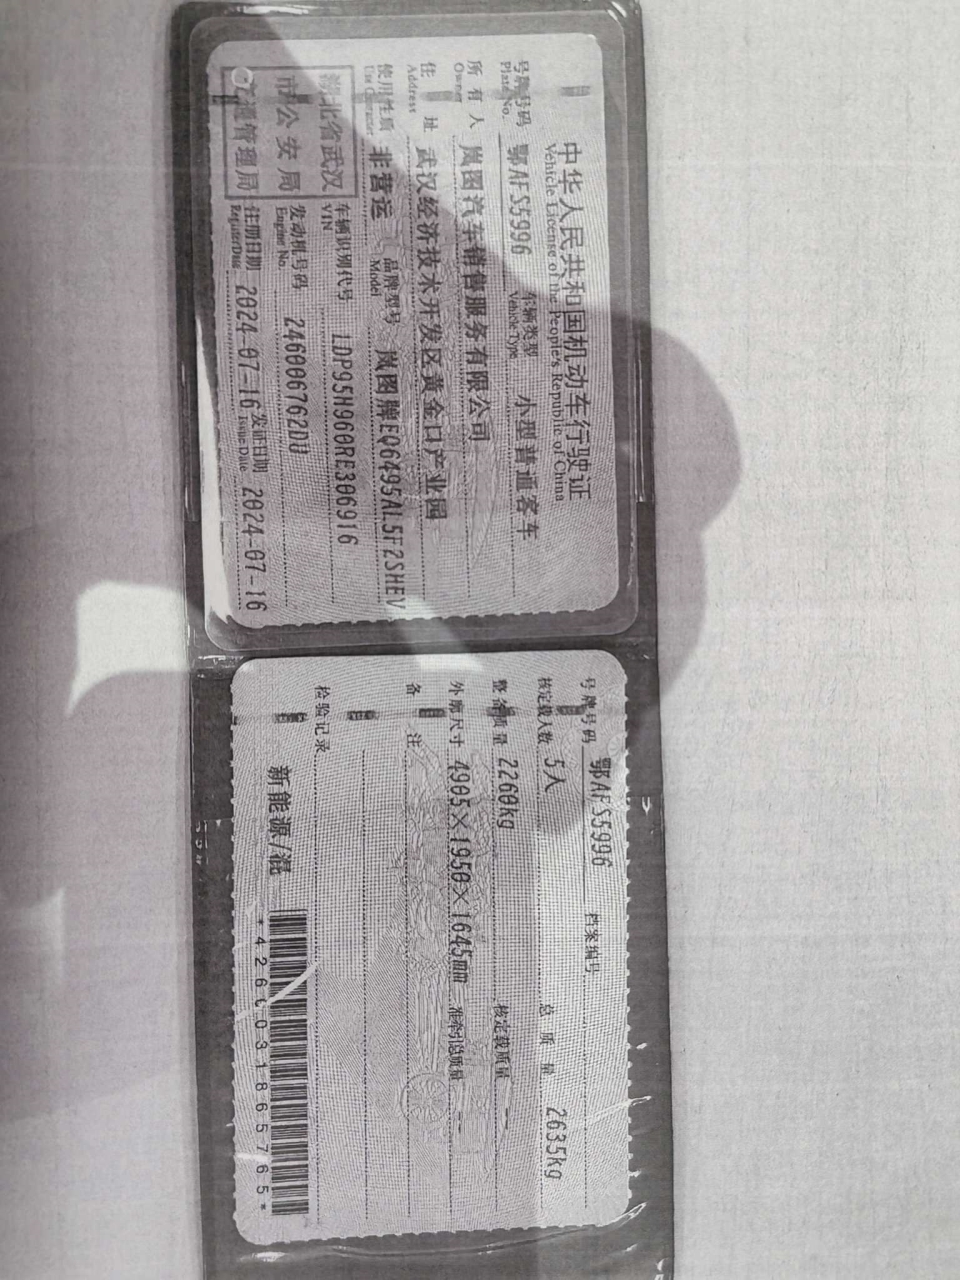 中华人民共和国机动车行驶证
Vehicle License of the People's Republic of China
号牌号码 鄂AFS5996 车辆类型 小型普通客车
Plate No. Vehicle Type
所有人 岚图汽车销售服务有限公司
Owner
住址 武汉经济技术开发区黄金口产业园
Address
使用性质 非营运 品牌型号 岚图牌EQ6495AL5F2SHEV
Use Character Model
湖北省武汉
市公安局
交通管理局
车辆识别代号 LDP95H960RE306916
VIN
发动机号码 246006762DU
Engine No.
注册日期 2024-07-16 发证日期 2024-07-16
Register Date Issue Date
号牌号码 鄂AFS5996 档案编号
核定载人数 5人 总质量 2635kg
整备质量 2260kg 核定载质量 --
外廓尺寸 4905×1950×1645mm 准牵引总质量 --
备注
检验记录
新能源/混
*4260031865765*